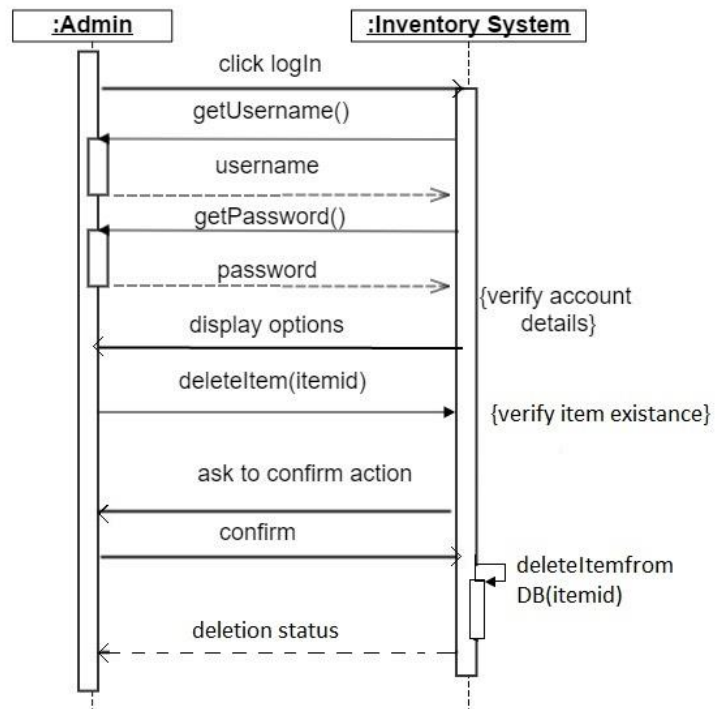 :Admin
:Inventory System
click logIn
getUsername()
username
getPassword()
password
{verify account
details}
display options
deleteItem(itemid)
{verify item existance}
ask to confirm action
confirm
deleteItemfrom
DB(itemid)
deletion status